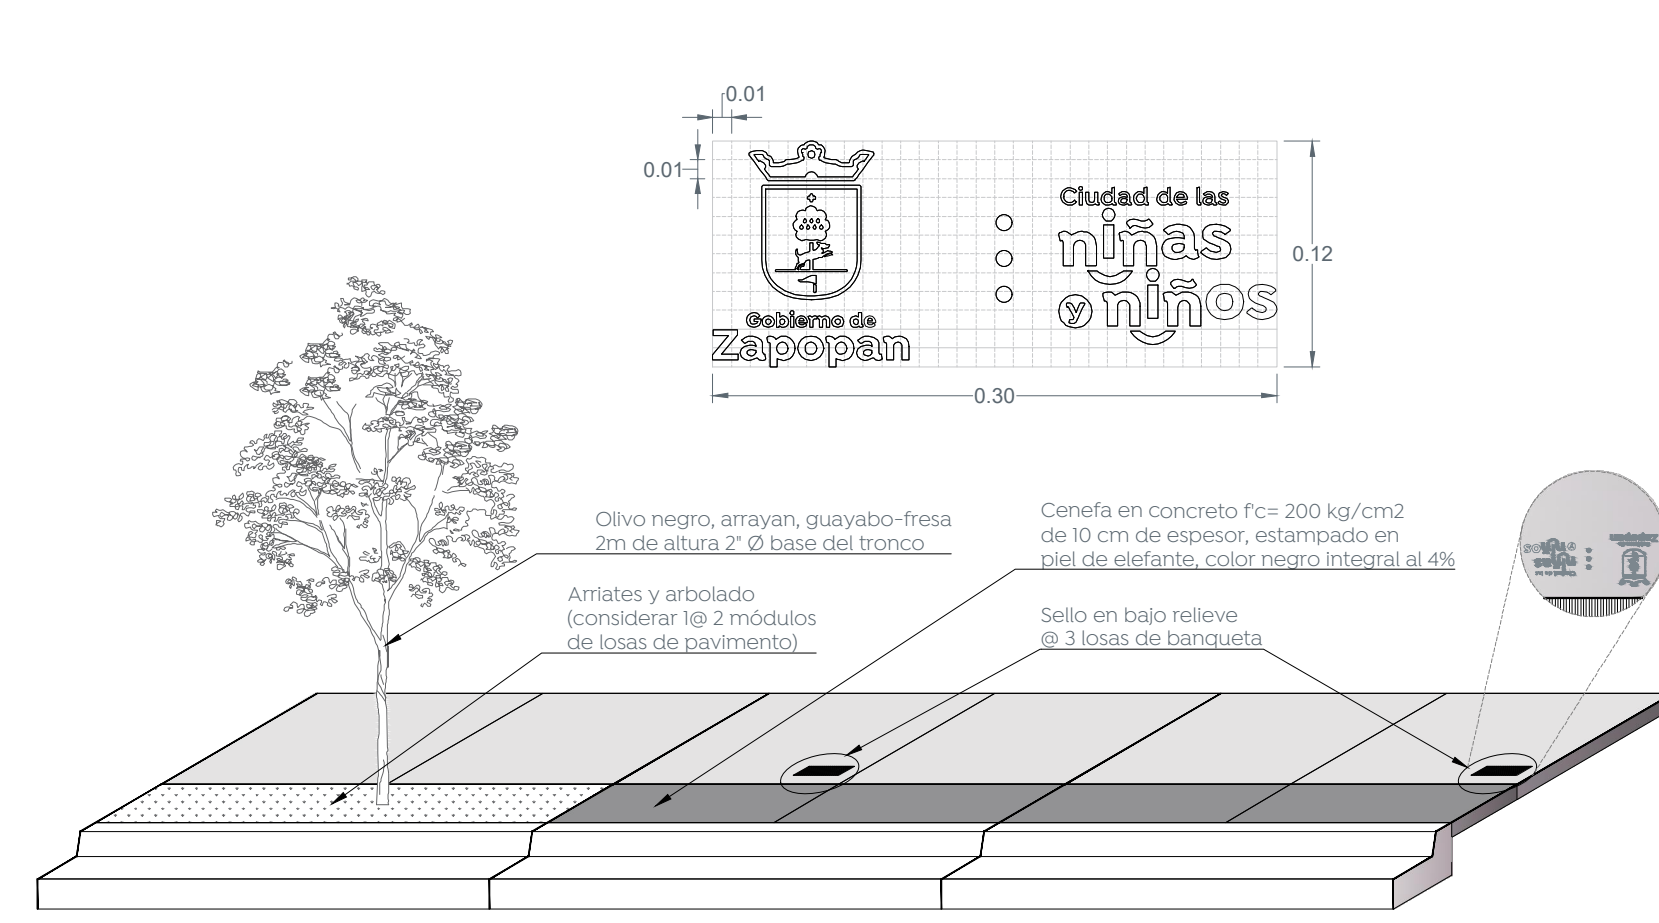 0.01
0.01
Ciudad de las
niñas
y niños
0.12
Gobierno de
Zapopan
0.30
Olivo negro, arrayan, guayabo-fresa
2m de altura 2" Ø base del tronco
Arriates y arbolado
(considerar 1@ 2 módulos
de losas de pavimento)
Cenefa en concreto f'c= 200 kg/cm2
de 10 cm de espesor, estampado en
piel de elefante, color negro integral al 4%
Sello en bajo relieve
@ 3 losas de banqueta
Zapopan
niñas